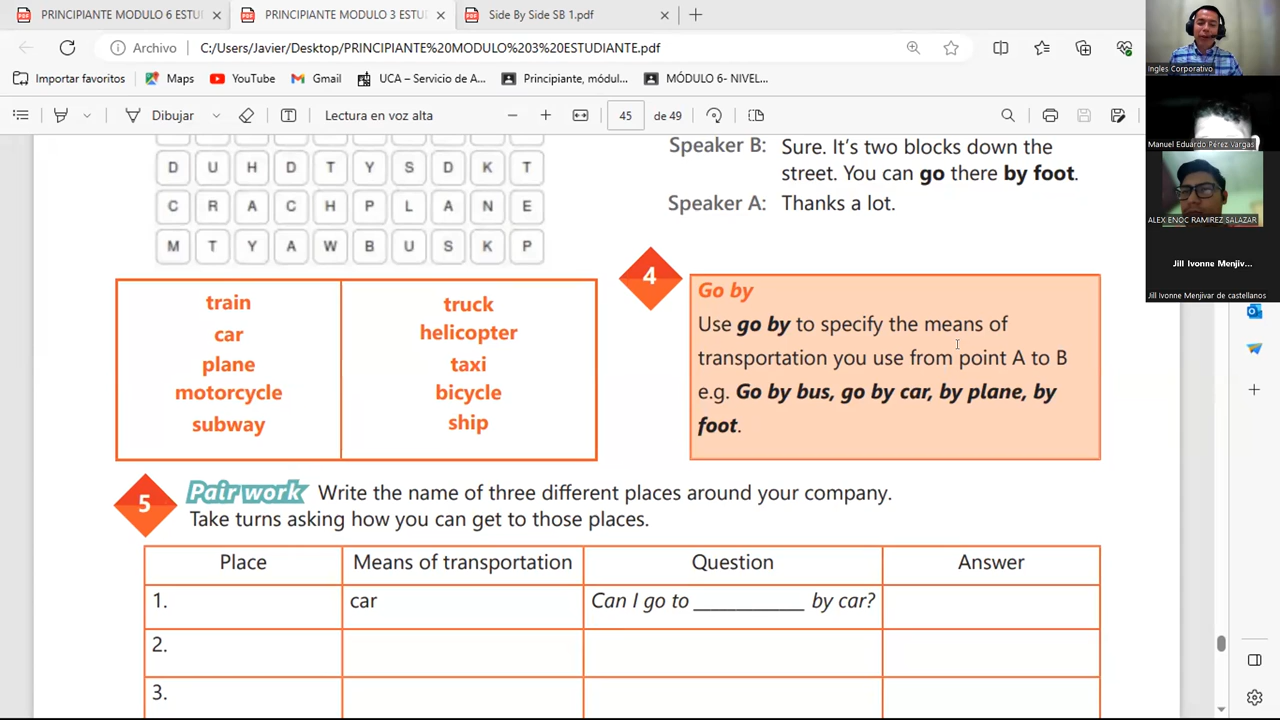 PRINCIPIANTE MODULO 6 ESTU
PRINCIPIANTE MODULO 3 ESTUD
Side By Side SB 1.pdf
Archivo
C:/Users/Javier/Desktop/PRINCIPIANTE%20MODULO%203%20ESTUDIANTE.pdf
Importar favoritos
Maps
YouTube
Gmail
UCA – Servicio de A...
Principiante, módul...
MÓDULO 6- NIVEL...
Dibujar
Lectura en voz alta
45
de 49
D U H D T Y S D K T
C R A C H P L A N E
M T Y A W B U S K P
Speaker B: Sure. It's two blocks down the
street. You can go there by foot.
Speaker A: Thanks a lot.
train
car
plane
motorcycle
subway
truck
helicopter
taxi
bicycle
ship
4
Go by
Use go by to specify the means of
transportation you use from point A to B
e.g. Go by bus, go by car, by plane, by
foot.
5
Pair work Write the name of three different places around your company.
Take turns asking how you can get to those places.
Place Means of transportation Question Answer
1. car Can I go to ___________ by car?
2.
3.
Ingles Corporativo
Manuel Eduardo Pérez Vargas
ALEX ENOC RAMIREZ SALAZAR
Jill Ivonne Menjív...
Jill Ivonne Menjivar de castellanos